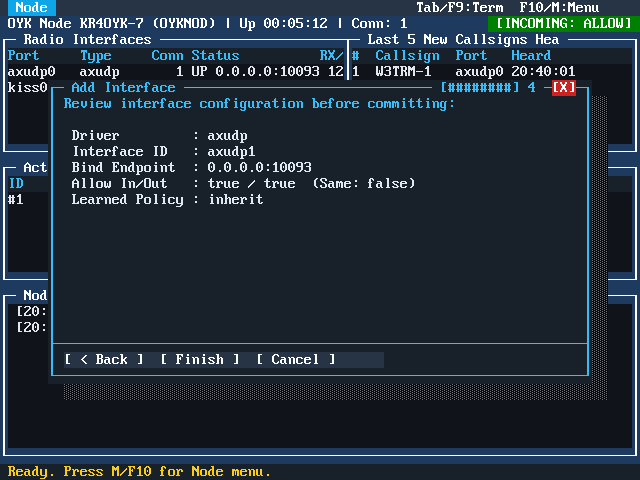 Node Tab/F9:Term F10/M:Menu
OYK Node KR4OYK-7 (OYKNOD) | Up 00:05:12 | Conn: 1 [INCOMING: ALLOW]
Radio Interfaces Last 5 New Callsigns Hea
Port Type Conn Status RX/ # Callsign Port Heard
axudp0 axudp 1 UP 0.0.0.0:10093 12 1 W3TRM-1 axudp0 20:40:01
kiss0
Add Interface [########] 4 [X]
Review interface configuration before committing:
Driver : axudp
Interface ID : axudp1
Bind Endpoint : 0.0.0.0:10093
Act
Allow In/Out : true / true (Same: false)
ID
Learned Policy : inherit
#1
Nod
[20:
[20:
[ < Back ] [ Finish ] [ Cancel ]
Ready. Press M/F10 for Node menu.